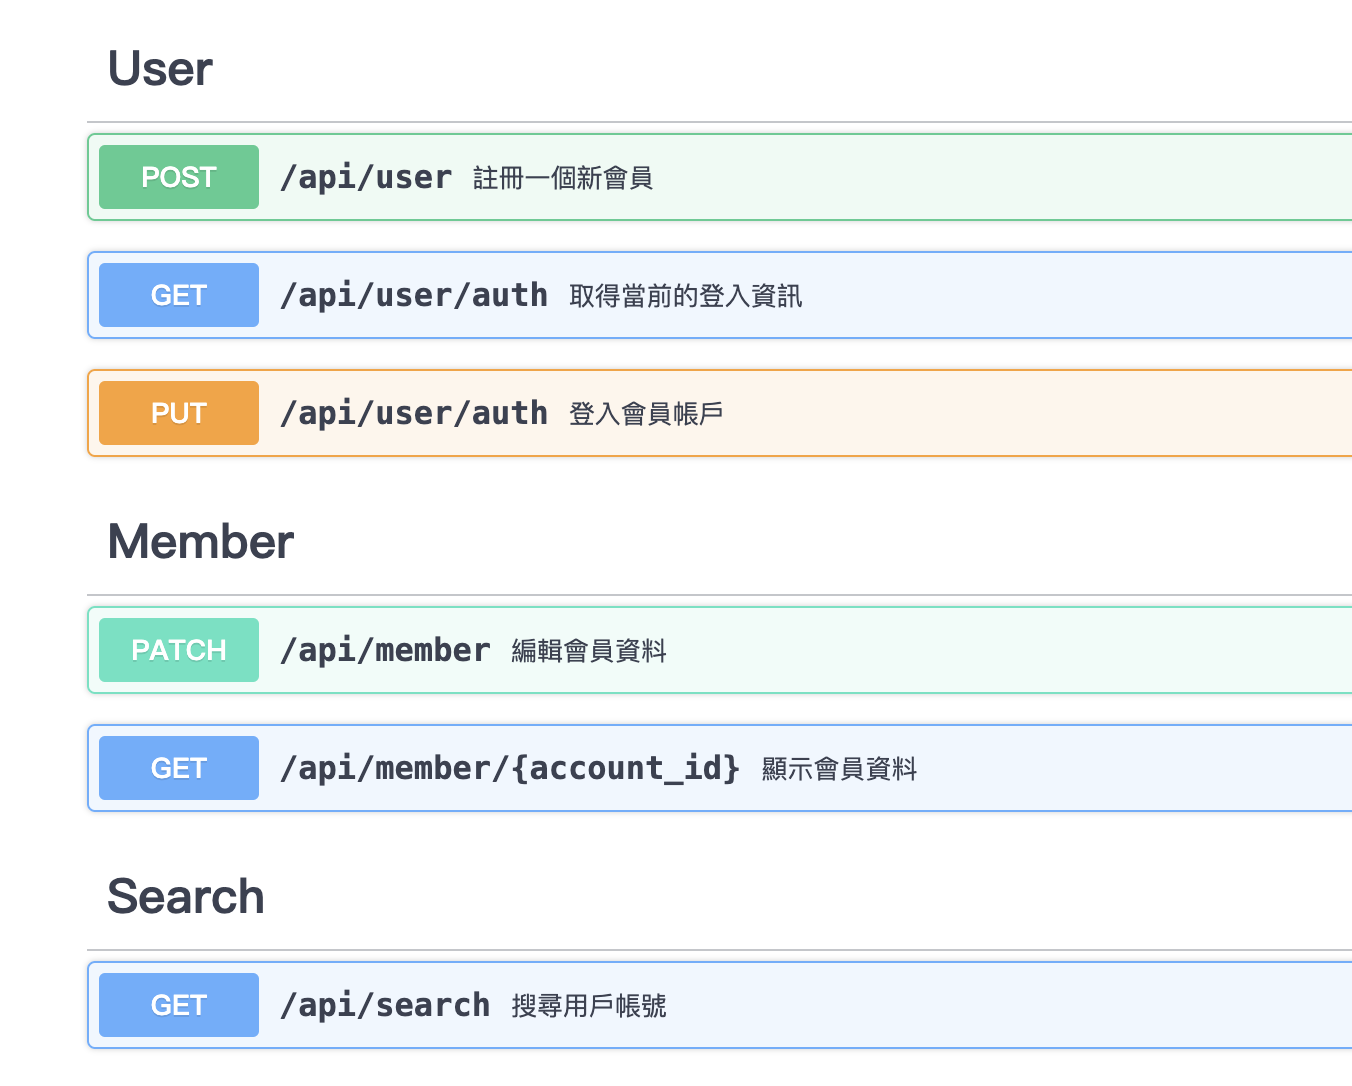 User
POST /api/user 註冊一個新會員
GET /api/user/auth 取得當前的登入資訊
PUT /api/user/auth 登入會員帳戶
Member
PATCH /api/member 編輯會員資料
GET /api/member/{account_id} 顯示會員資料
Search
GET /api/search 搜尋用戶帳號